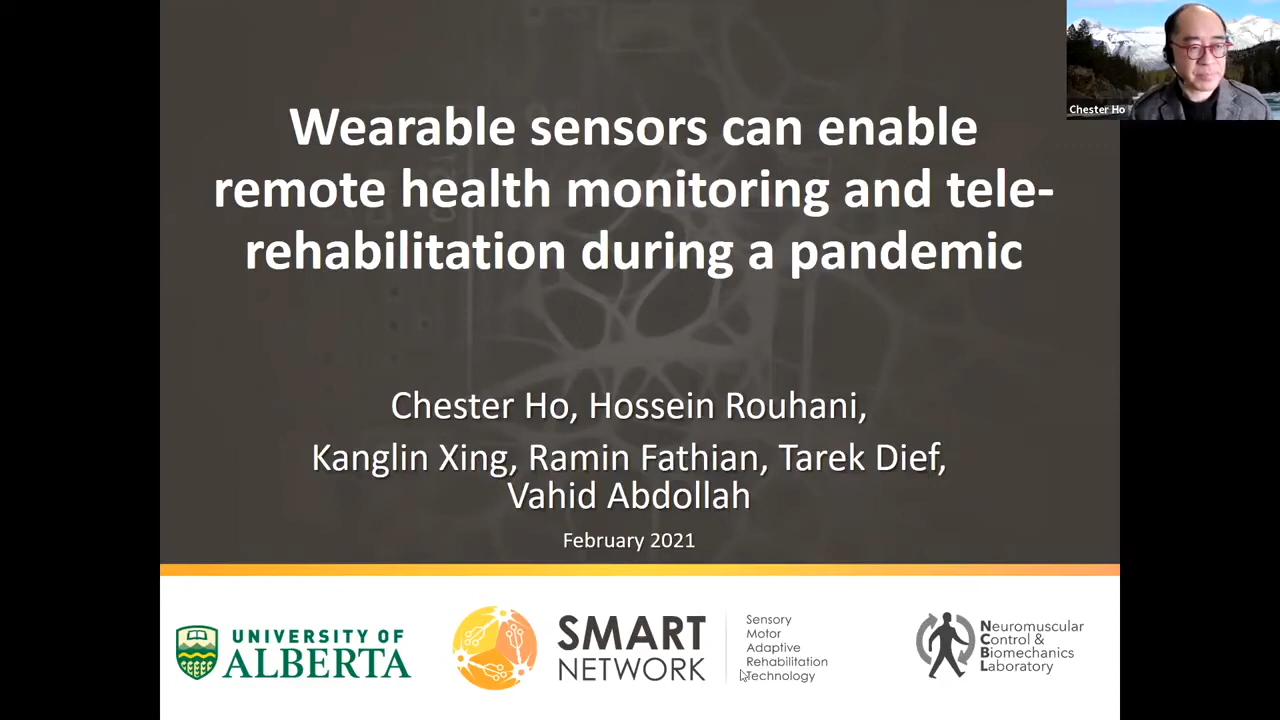 Wearable sensors can enable
remote health monitoring and tele-
rehabilitation during a pandemic
Chester Ho
Chester Ho, Hossein Rouhani,
Kanglin Xing, Ramin Fathian, Tarek Dief,
Vahid Abdollah
February 2021
UNIVERSITY OF
ALBERTA
SMART
NETWORK
Sensory
Motor
Adaptive
Rehabilitation
Technology
Neuromuscular
Control &
Biomechanics
Laboratory